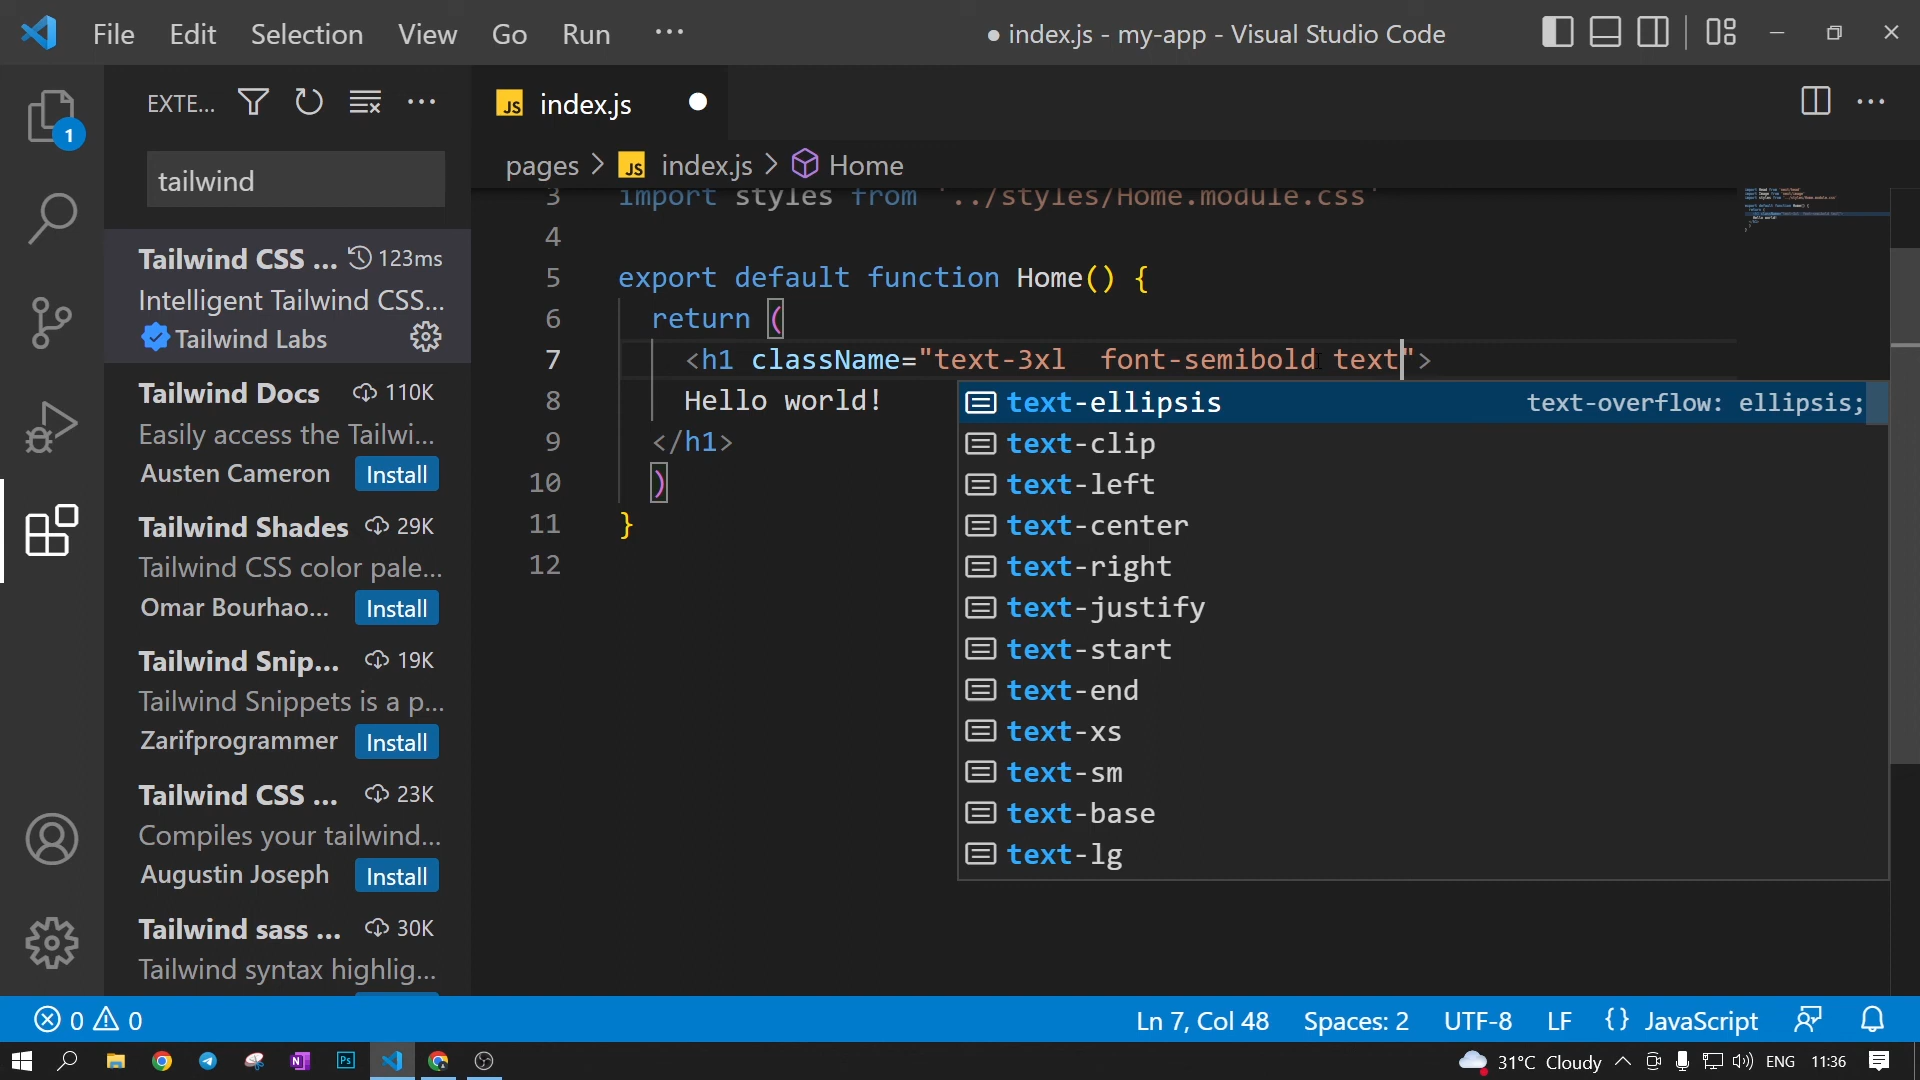 File Edit Selection View Go Run ···
● index.js - my-app - Visual Studio Code
EXTE...
1
tailwind
Tailwind CSS ... 123ms
Intelligent Tailwind CSS...
Tailwind Labs
Tailwind Docs 110K
Easily access the Tailwi...
Austen Cameron Install
Tailwind Shades 29K
Tailwind CSS color pale...
Omar Bourhao... Install
Tailwind Snip... 19K
Tailwind Snippets is a p...
Zarifprogrammer Install
Tailwind CSS ... 23K
Compiles your tailwind...
Augustin Joseph Install
Tailwind sass ... 30K
Tailwind syntax highlig...
JS index.js
pages > JS index.js > Home
3 import styles from '../styles/Home.module.css'
4
5 export default function Home() {
6 return (
7 <h1 className="text-3xl  font-semibold text">
8 Hello world!
9 </h1>
10 )
11 }
12
text-ellipsis text-overflow: ellipsis;
text-clip
text-left
text-center
text-right
text-justify
text-start
text-end
text-xs
text-sm
text-base
text-lg
0 0
Ln 7, Col 48 Spaces: 2 UTF-8 LF {} JavaScript
N Ps
31°C Cloudy ENG 11:36